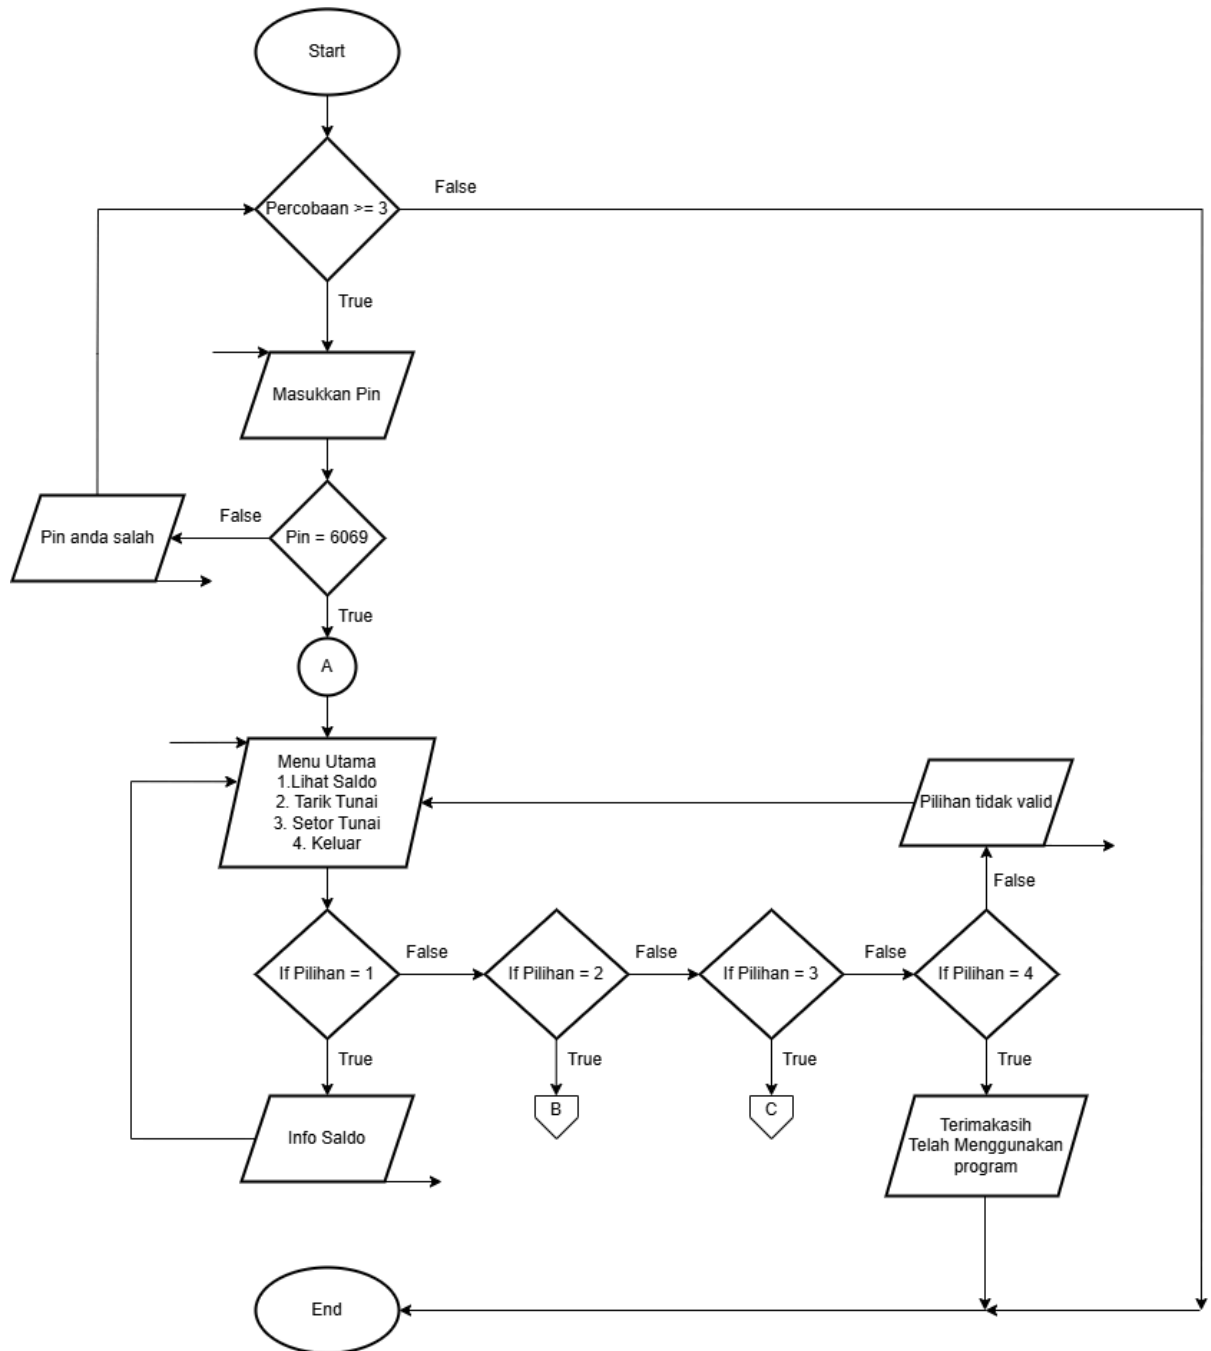 Start
False
Percobaan >= 3
True
Masukkan Pin
False
Pin anda salah
Pin = 6069
True
A
Menu Utama
1.Lihat Saldo
2. Tarik Tunai
3. Setor Tunai
4. Keluar
Pilihan tidak valid
False
False
False
False
If Pilihan = 1
If Pilihan = 2
If Pilihan = 3
If Pilihan = 4
True
True
True
True
B
C
Info Saldo
Terimakasih
Telah Menggunakan
program
End